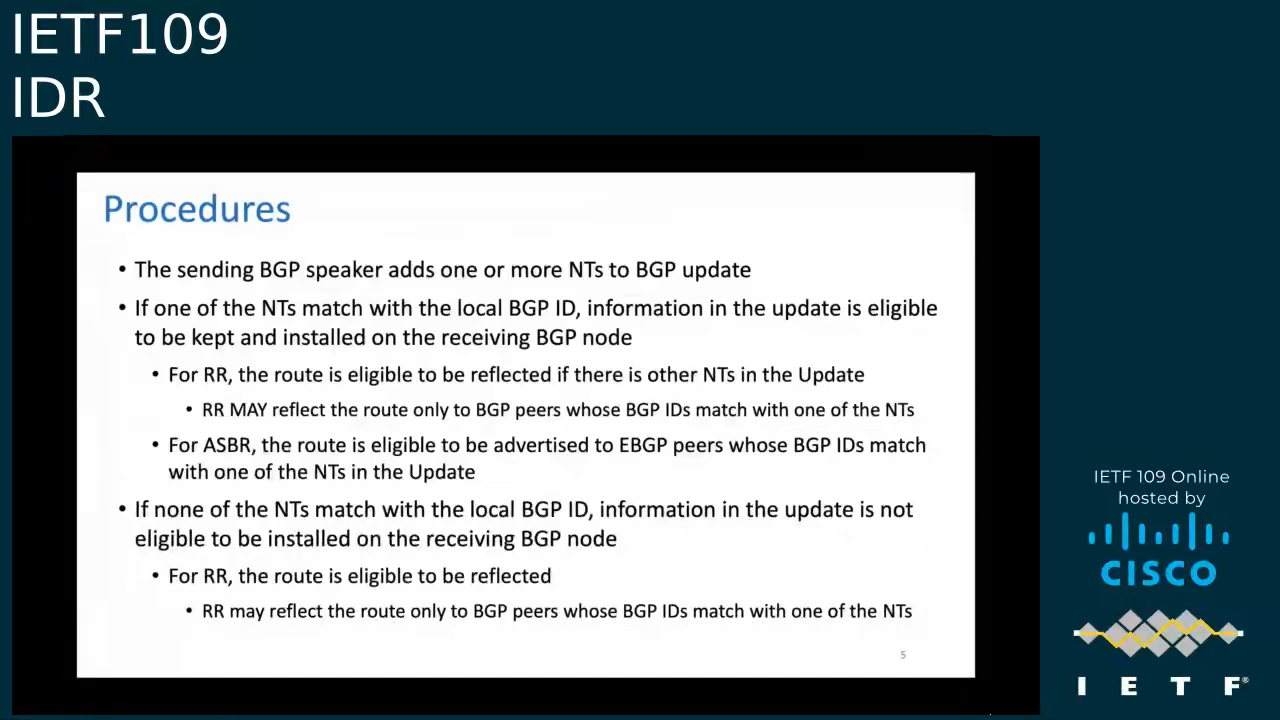 IETF109
IDR
Procedures
• The sending BGP speaker adds one or more NTs to BGP update
• If one of the NTs match with the local BGP ID, information in the update is eligible
to be kept and installed on the receiving BGP node
• For RR, the route is eligible to be reflected if there is other NTs in the Update
• RR MAY reflect the route only to BGP peers whose BGP IDs match with one of the NTs
• For ASBR, the route is eligible to be advertised to EBGP peers whose BGP IDs match
with one of the NTs in the Update
• If none of the NTs match with the local BGP ID, information in the update is not
eligible to be installed on the receiving BGP node
• For RR, the route is eligible to be reflected
• RR may reflect the route only to BGP peers whose BGP IDs match with one of the NTs
5
IETF 109 Online
hosted by
CISCO
I E T F®